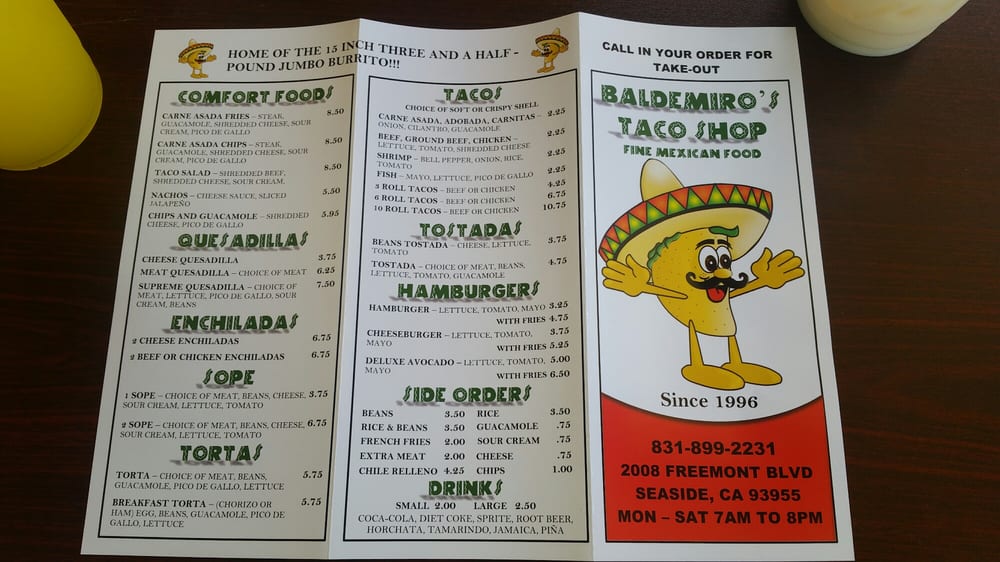 HOME OF THE 15 INCH THREE AND A HALF -
POUND JUMBO BURRITO!!!
COMFORT FOODS
CARNE ASADA FRIES – STEAK, 8.50
GUACAMOLE, SHREDDED CHEESE, SOUR
CREAM, PICO DE GALLO
CARNE ASADA CHIPS – STEAK, 8.50
GUACAMOLE, SHREDDED CHEESE, SOUR
CREAM, PICO DE GALLO
TACO SALAD – SHREDDED BEEF, 8.50
SHREDDED CHEESE, SOUR CREAM,
NACHOS – CHEESE SAUCE, SLICED 5.50
JALAPEÑO
CHIPS AND GUACAMOLE – SHREDDED 5.95
CHEESE, PICO DE GALLO
QUESADILLAS
CHEESE QUESADILLA 3.75
MEAT QUESADILLA – CHOICE OF MEAT 6.25
SUPREME QUESADILLA – CHOICE OF 7.50
MEAT, LETTUCE, PICO DE GALLO, SOUR
CREAM, BEANS
ENCHILADAS
2 CHEESE ENCHILADAS 6.75
2 BEEF OR CHICKEN ENCHILADAS 6.75
SOPE
1 SOPE – CHOICE OF MEAT, BEANS, CHEESE, 3.75
SOUR CREAM, LETTUCE, TOMATO
2 SOPE – CHOICE OF MEAT, BEANS, CHEESE, 6.75
SOUR CREAM, LETTUCE, TOMATO
TORTAS
TORTA – CHOICE OF MEAT, BEANS, 5.75
GUACAMOLE, PICO DE GALLO, LETTUCE
BREAKFAST TORTA – (CHORIZO OR 5.75
HAM) EGG, BEANS, GUACAMOLE, PICO DE
GALLO, LETTUCE
TACOS
CHOICE OF SOFT OR CRISPY SHELL
CARNE ASADA, ADOBADA, CARNITAS – 2.25
ONION, CILANTRO, GUACAMOLE
BEEF, GROUND BEEF, CHICKEN – 2.25
LETTUCE, TOMATO, SHREDDED CHEESE
SHRIMP – BELL PEPPER, ONION, RICE, 2.25
TOMATO
FISH – MAYO, LETTUCE, PICO DE GALLO 2.25
3 ROLL TACOS – BEEF OR CHICKEN 4.25
6 ROLL TACOS – BEEF OR CHICKEN 6.75
10 ROLL TACOS – BEEF OR CHICKEN 10.75
TOSTADAS
BEANS TOSTADA – CHEESE, LETTUCE, 3.75
TOMATO
TOSTADA – CHOICE OF MEAT, BEANS, 4.75
LETTUCE, TOMATO, GUACAMOLE
HAMBURGERS
HAMBURGER – LETTUCE, TOMATO, MAYO 3.25
WITH FRIES 4.75
CHEESEBURGER – LETTUCE, TOMATO, 3.75
MAYO
WITH FRIES 5.25
DELUXE AVOCADO – LETTUCE, TOMATO, 5.00
MAYO
WITH FRIES 6.50
SIDE ORDERS
BEANS 3.50 RICE 3.50
RICE & BEANS 3.50 GUACAMOLE .75
FRENCH FRIES 2.00 SOUR CREAM .75
EXTRA MEAT 2.00 CHEESE .75
CHILE RELLENO 4.25 CHIPS 1.00
DRINKS
SMALL 2.00 LARGE 2.50
COCA-COLA, DIET COKE, SPRITE, ROOT BEER,
HORCHATA, TAMARINDO, JAMAICA, PIÑA
CALL IN YOUR ORDER FOR
TAKE-OUT
BALDEMIRO'S
TACO SHOP
FINE MEXICAN FOOD
Since 1996
831-899-2231
2008 FREEMONT BLVD
SEASIDE, CA 93955
MON – SAT 7AM TO 8PM